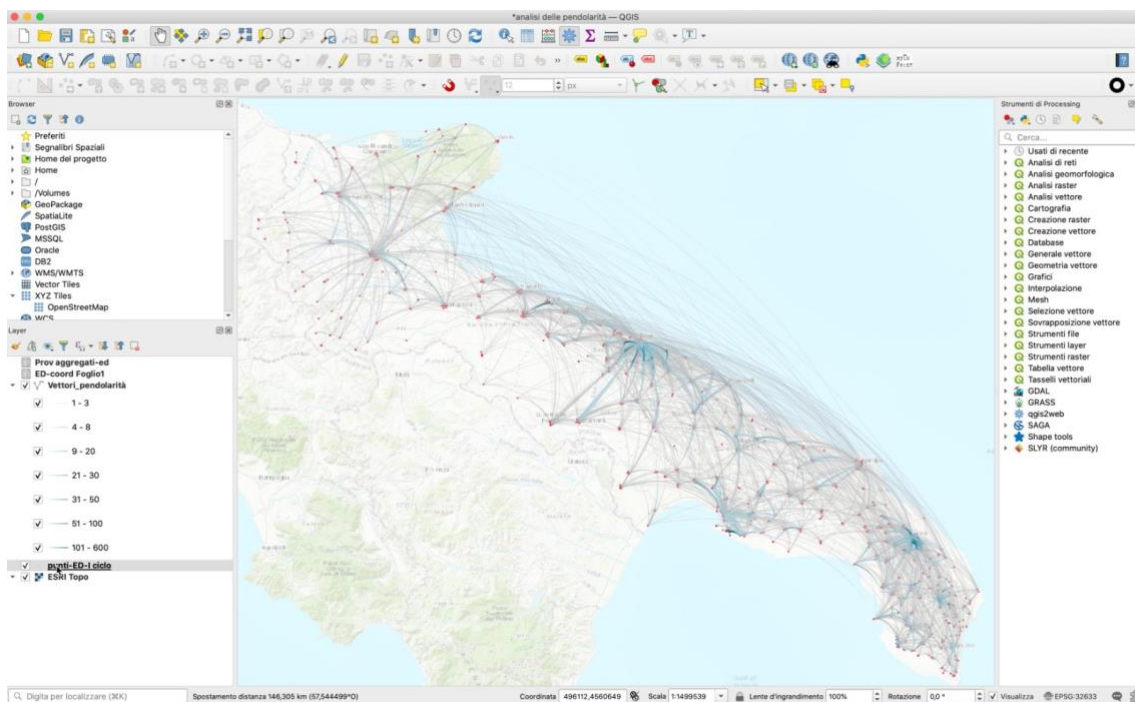 *analisi delle pendolarità — QGIS
12
px
Browser
Preferiti
Segnalibri Spaziali
Home del progetto
Home
/
/Volumes
GeoPackage
SpatiaLite
PostGIS
MSSQL
Oracle
DB2
WMS/WMTS
Vector Tiles
XYZ Tiles
OpenStreetMap
WCS
Layer
Prov aggregati-ed
ED-coord Foglio1
Vettori_pendolarità
1 - 3
4 - 8
9 - 20
21 - 30
31 - 50
51 - 100
101 - 600
punti-ED-I ciclo
ESRI Topo
Strumenti di Processing
Cerca...
Usati di recente
Analisi di reti
Analisi geomorfologica
Analisi raster
Analisi vettore
Cartografia
Creazione raster
Creazione vettore
Database
Generale vettore
Geometria vettore
Grafici
Interpolazione
Mesh
Selezione vettore
Sovrapposizione vettore
Strumenti file
Strumenti layer
Strumenti raster
Tabella vettore
Tasselli vettoriali
GDAL
GRASS
qgis2web
SAGA
Shape tools
SLYR (community)
Digita per localizzare (⌘K)
Spostamento distanza 146,305 km (57,544499°O)
Coordinata 496112,4560649
Scala 1:1499539
Lente d'ingrandimento 100%
Rotazione 0,0 °
Visualizza
EPSG:32633